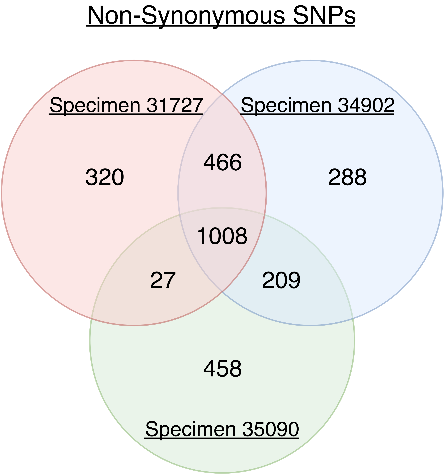 Non-Synonymous SNPs
Specimen 31727 Specimen 34902
466
320 288
1008
27 209
458
Specimen 35090